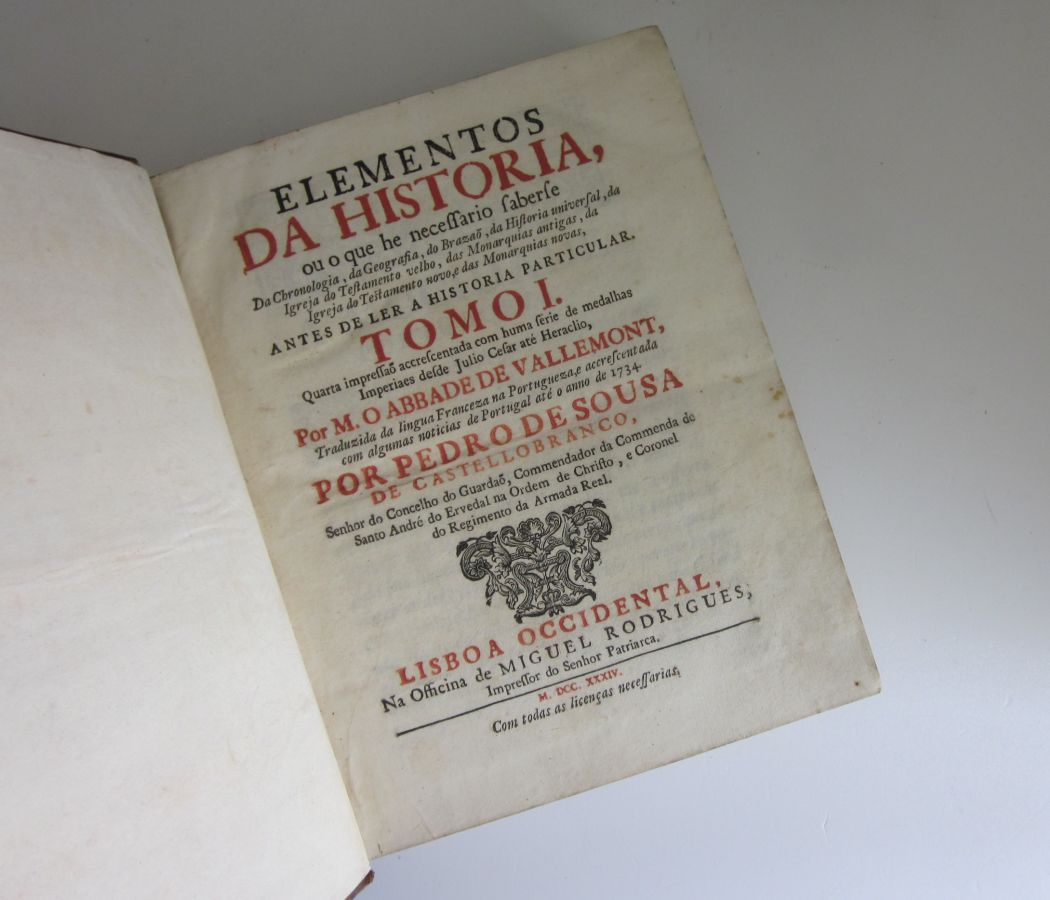 ELEMENTOS
DA HISTORIA,
ou o que he neceſſario ſaberſe
Da Chronologia, da Geografia, do Brazaõ, da Hiſtoria univerſal, da
Igreja do Teſtamento velho, das Monarquias antigas, da
Igreja do Teſtamento novo, e das Monarquias novas,
ANTES DE LER A HISTORIA PARTICULAR.
TOMO I.
Quarta impreſſaõ accreſcentada com huma ſerie de medalhas
Imperiaes desde Julio Ceſar até Heraclio,
Por M. O ABBADE DE VALLEMONT,
Traduzida da lingua Franceza na Portugueza, e accreſcentada
com algumas noticias de Portugal até o anno de 1734.
POR PEDRO DE SOUSA
DE CASTELLOBRANCO,
Senhor do Concelho do Guardaõ, Commendador da Commenda de
Santo André do Ervedal na Ordem de Chriſto, e Coronel
do Regimento da Armada Real.
LISBOA OCCIDENTAL,
Na Officina de MIGUEL RODRIGUES,
Impreſſor do Senhor Patriarca.
M. DCC. XXXIV.
Com todas as licenças neceſſarias.